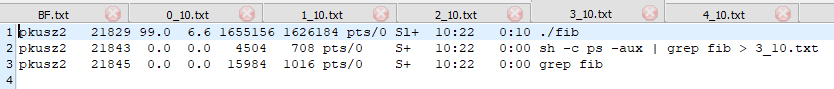 BF.txt 0_10.txt 1_10.txt 2_10.txt 3_10.txt 4_10.txt
1 pkusz2 21829 99.0 6.6 1655156 1626184 pts/0 Sl+ 10:22 0:10 ./fib
2 pkusz2 21843 0.0 0.0 4504 708 pts/0 S+ 10:22 0:00 sh -c ps -aux | grep fib > 3_10.txt
3 pkusz2 21845 0.0 0.0 15984 1016 pts/0 S+ 10:22 0:00 grep fib
4